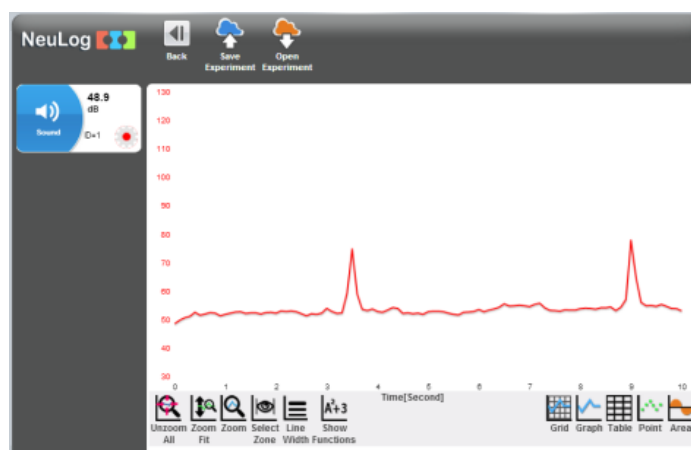 NeuLog
Back
Save
Experiment
Open
Experiment
48.9
dB
Sound
ID=1
130
120
110
100
90
80
70
60
50
40
30
0 1 2 3 4 5 6 7 8 9 10
Time[Second]
Unzoom
All
Zoom
Fit
Zoom
Select
Zone
Line
Width
A²+3
Show
Functions
Grid
Graph
Table
Point
Area